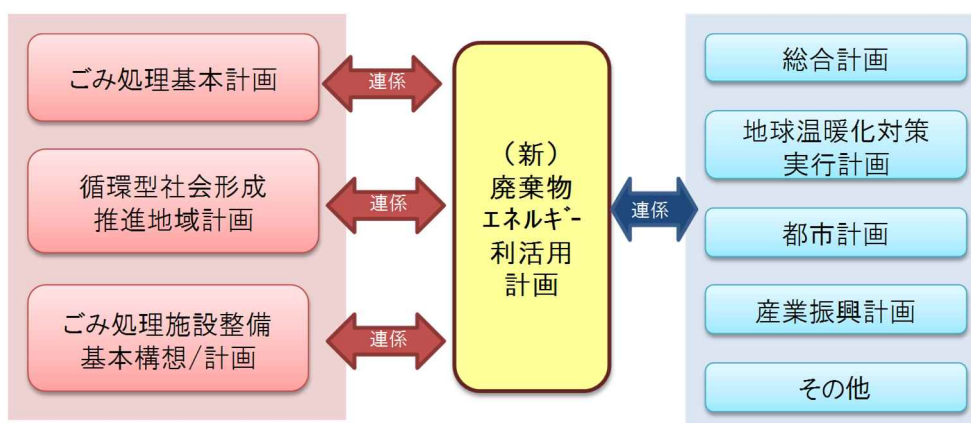 ごみ処理基本計画
連係
循環型社会形成
推進地域計画
連係
ごみ処理施設整備
基本構想/計画
連係
（新）
廃棄物
エネルギー
利活用
計画
連係
総合計画
地球温暖化対策
実行計画
都市計画
産業振興計画
その他